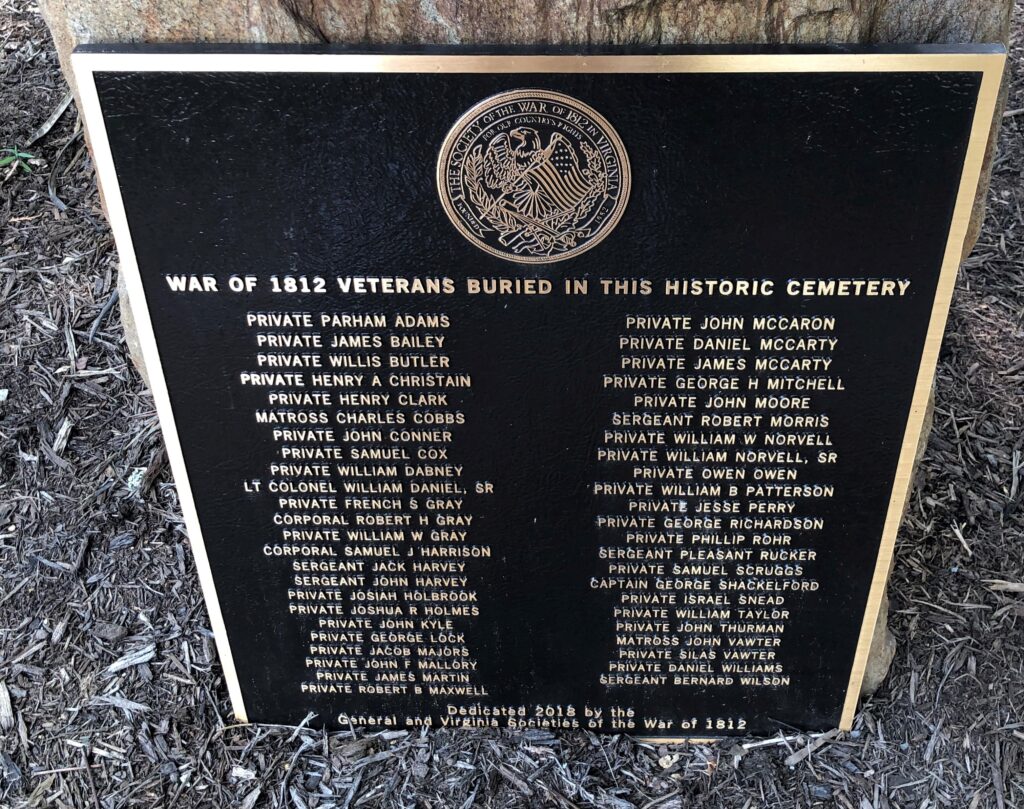 THE SOCIETY OF THE WAR OF 1812 IN VIRGINIA
FOR OUR COUNTRY'S RIGHTS
WAR OF 1812 VETERANS BURIED IN THIS HISTORIC CEMETERY
PRIVATE PARHAM ADAMS
PRIVATE JAMES BAILEY
PRIVATE WILLIS BUTLER
PRIVATE HENRY A CHRISTAIN
PRIVATE HENRY CLARK
MATROSS CHARLES COBBS
PRIVATE JOHN CONNER
PRIVATE SAMUEL COX
PRIVATE WILLIAM DABNEY
LT COLONEL WILLIAM DANIEL, SR
PRIVATE FRENCH S GRAY
CORPORAL ROBERT H GRAY
PRIVATE WILLIAM W GRAY
CORPORAL SAMUEL J HARRISON
SERGEANT JACK HARVEY
SERGEANT JOHN HARVEY
PRIVATE JOSIAH HOLBROOK
PRIVATE JOSHUA R HOLMES
PRIVATE JOHN KYLE
PRIVATE GEORGE LOCK
PRIVATE JACOB MAJORS
PRIVATE JOHN F MALLORY
PRIVATE JAMES MARTIN
PRIVATE ROBERT B MAXWELL
PRIVATE JOHN MCCARON
PRIVATE DANIEL MCCARTY
PRIVATE JAMES MCCARTY
PRIVATE GEORGE H MITCHELL
PRIVATE JOHN MOORE
SERGEANT ROBERT MORRIS
PRIVATE WILLIAM W NORVELL
PRIVATE WILLIAM NORVELL, SR
PRIVATE OWEN OWEN
PRIVATE WILLIAM B PATTERSON
PRIVATE JESSE PERRY
PRIVATE GEORGE RICHARDSON
PRIVATE PHILLIP ROHR
SERGEANT PLEASANT RUCKER
PRIVATE SAMUEL SCRUGGS
CAPTAIN GEORGE SHACKELFORD
PRIVATE ISRAEL SNEAD
PRIVATE WILLIAM TAYLOR
PRIVATE JOHN THURMAN
MATROSS JOHN VAWTER
PRIVATE SILAS VAWTER
PRIVATE DANIEL WILLIAMS
SERGEANT BERNARD WILSON
Dedicated 2018 by the
General and Virginia Societies of the War of 1812